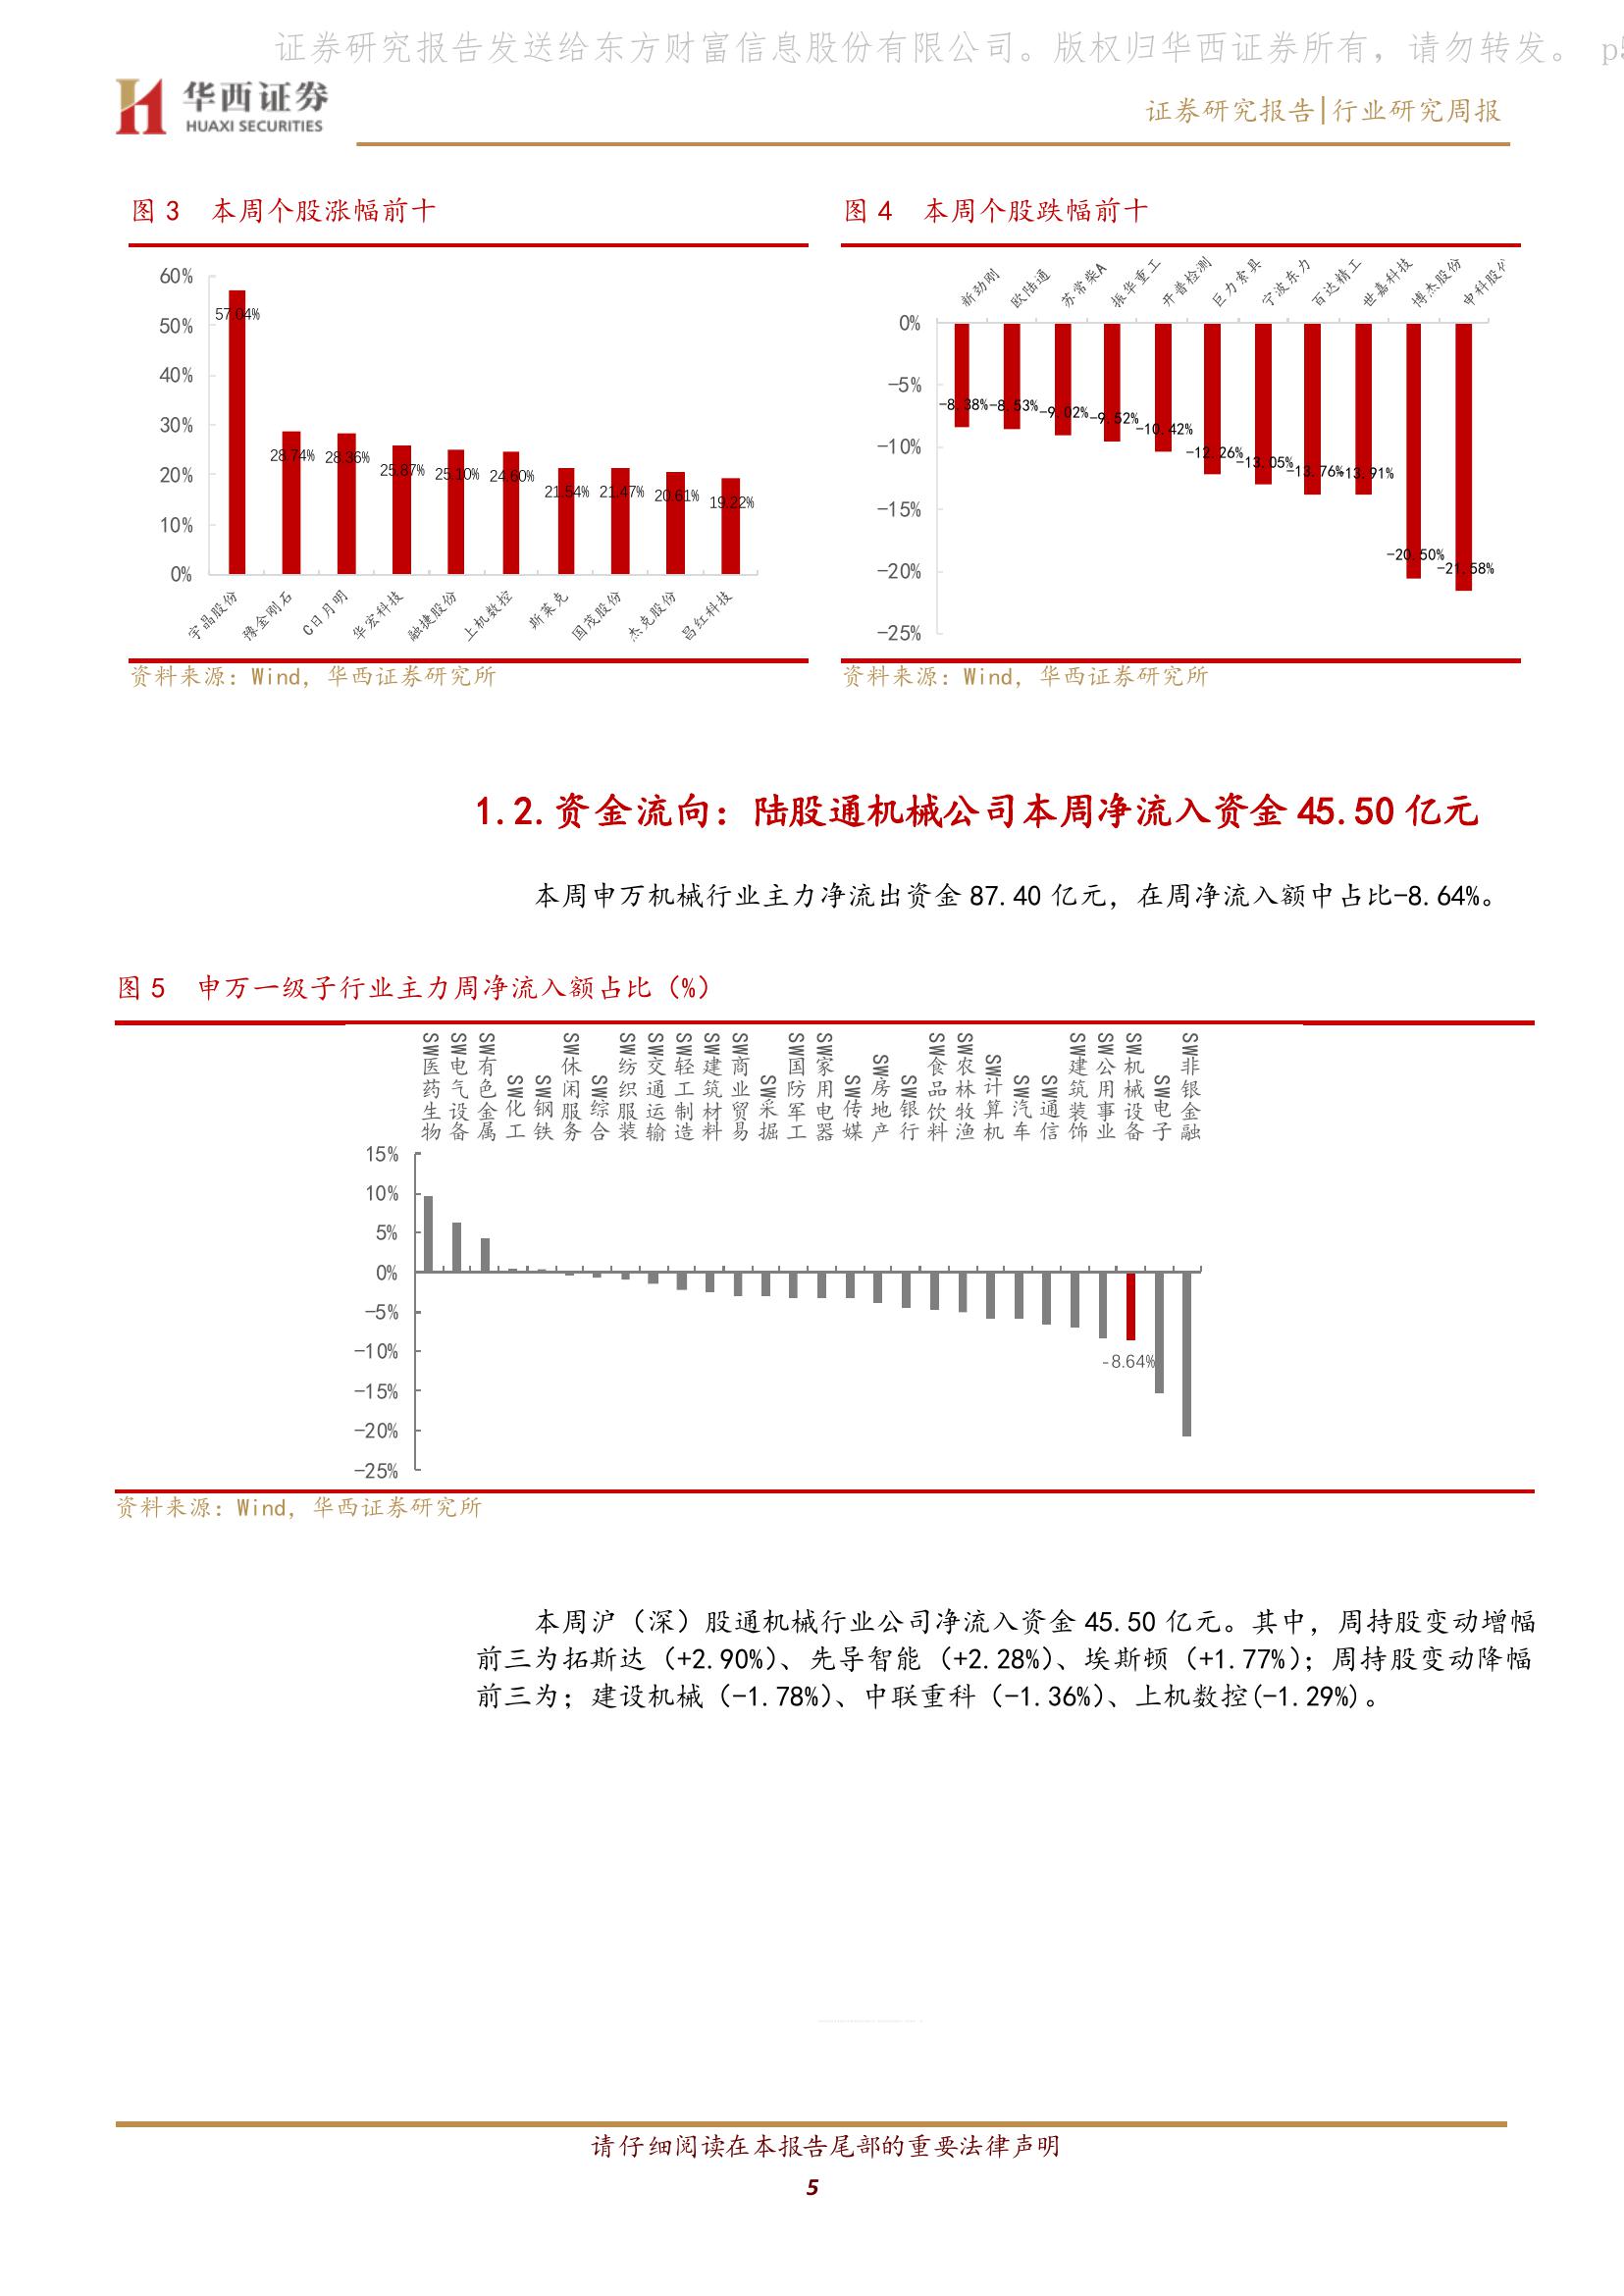 证券研究报告发送给东方财富信息股份有限公司。版权归华西证券所有，请勿转发。 p5
华西证券
HUAXI SECURITIES
证券研究报告|行业研究周报
图 3 本周个股涨幅前十
60%
50%
40%
30%
20%
10%
0%
57.04%
28.74%
28.36%
25.87%
25.10%
24.60%
21.54%
21.47%
20.61%
19.22%
宇晶股份
豫金刚石
C日月明
华宏科技
融捷股份
上机数控
斯莱克
国茂股份
杰克股份
昌红科技
资料来源：Wind，华西证券研究所
图 4 本周个股跌幅前十
新劲刚
欧陆通
苏常柴A
振华重工
开普检测
巨力索具
宁波东力
百达精工
世嘉科技
博杰股份
申科股份
0%
-5%
-10%
-15%
-20%
-25%
-8.38%
-8.53%
-9.02%
-9.52%
-10.42%
-12.26%
-13.05%
-13.76%
-13.91%
-20.50%
-21.58%
资料来源：Wind，华西证券研究所
1.2.资金流向：陆股通机械公司本周净流入资金 45.50 亿元
本周申万机械行业主力净流出资金 87.40 亿元，在周净流入额中占比-8.64%。
图 5 申万一级子行业主力周净流入额占比（%）
SW医药生物
SW电气设备
SW有色金属
SW化工
SW钢铁
SW休闲服务
SW综合
SW纺织服装
SW交通运输
SW轻工制造
SW建筑材料
SW商业贸易
SW采掘
SW国防军工
SW家用电器
SW传媒
SW房地产
SW银行
SW食品饮料
SW农林牧渔
SW计算机
SW汽车
SW通信
SW建筑装饰
SW公用事业
SW机械设备
SW电子
SW非银金融
15%
10%
5%
0%
-5%
-10%
-15%
-20%
-25%
-8.64%
资料来源：Wind，华西证券研究所
本周沪（深）股通机械行业公司净流入资金 45.50 亿元。其中，周持股变动增幅
前三为拓斯达（+2.90%）、先导智能（+2.28%）、埃斯顿（+1.77%）；周持股变动降幅
前三为；建设机械（-1.78%）、中联重科（-1.36%）、上机数控(-1.29%)。
请仔细阅读在本报告尾部的重要法律声明
5